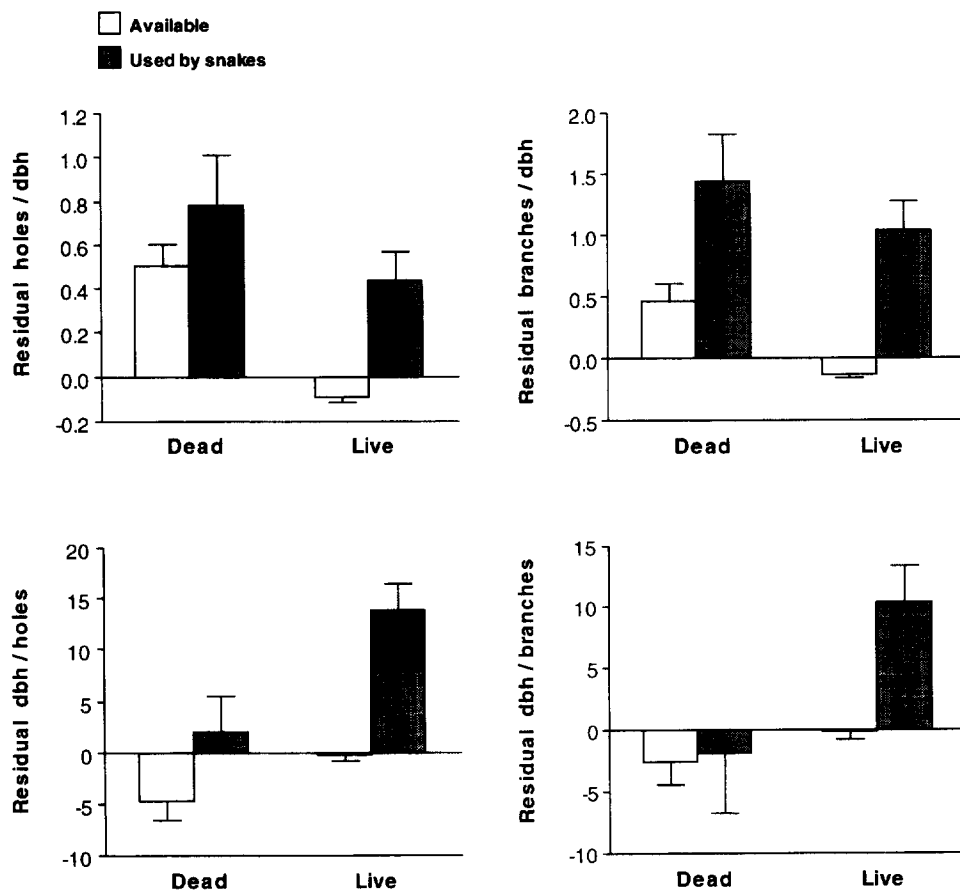 Available
Used by snakes
Residual holes / dbh
1.2
1.0
0.8
0.6
0.4
0.2
0.0
-0.2
Dead Live
Residual branches / dbh
2.0
1.5
1.0
0.5
0.0
-0.5
Dead Live
Residual dbh / holes
20
15
10
5
0
-5
-10
Dead Live
Residual dbh / branches
15
10
5
0
-5
-10
Dead Live